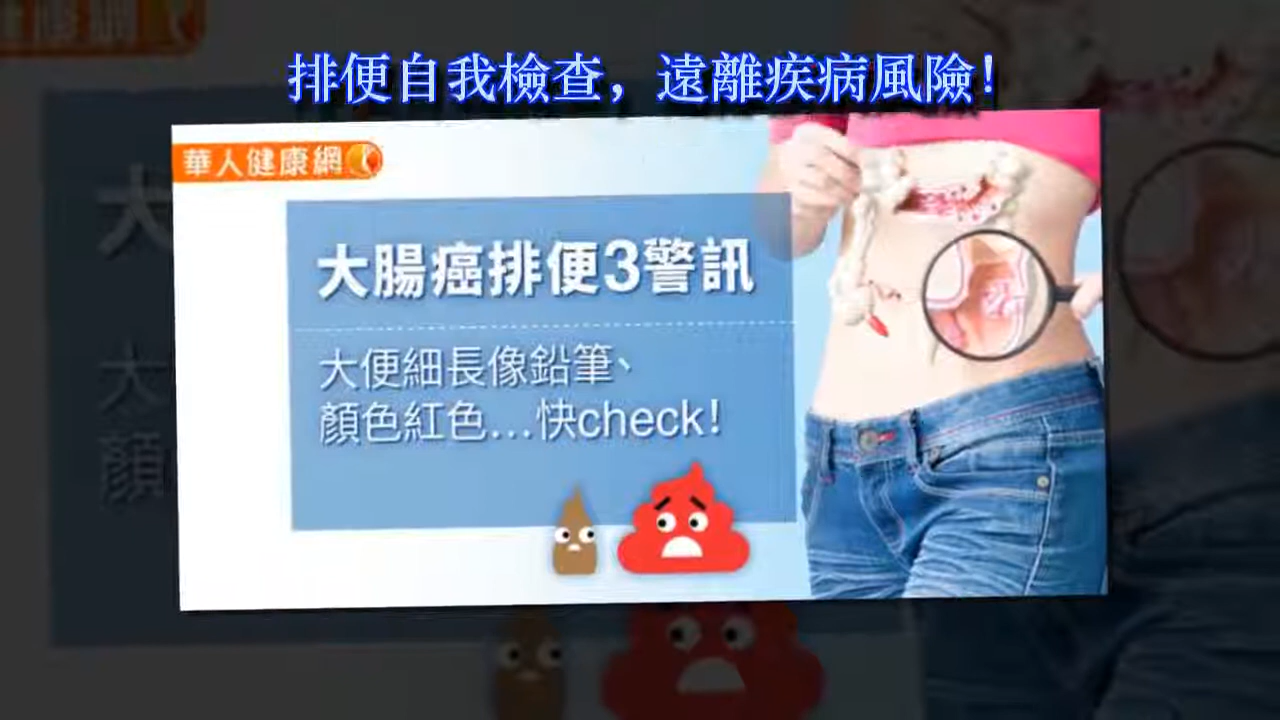 排便自我檢查，遠離疾病風險！
華人健康網
大腸癌排便3警訊
大便細長像鉛筆、
顏色紅色…快check！